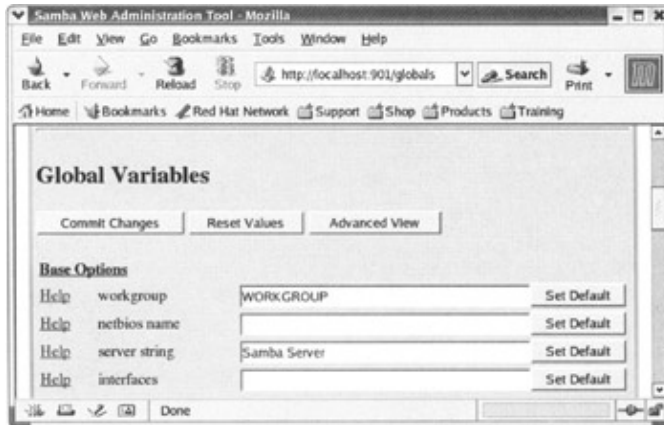 Samba Web Administration Tool - Mozilla
File Edit View Go Bookmarks Tools Window Help
Back Forward Reload Stop http://localhost:901/globals Search Print
Home Bookmarks Red Hat Network Support Shop Products Training
Global Variables
Commit Changes Reset Values Advanced View
Base Options
Help workgroup WORKGROUP Set Default
Help netbios name Set Default
Help server string Samba Server Set Default
Help interfaces Set Default
Done